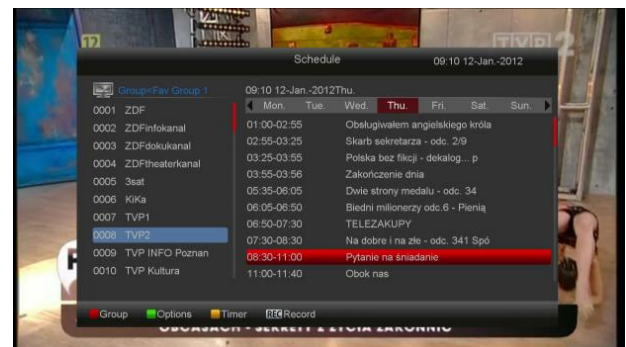 12
TVP 2
Schedule 09:10 12-Jan.-2012
Group<Fav Group 1
09:10 12-Jan.-2012Thu.
Mon. Tue. Wed. Thu. Fri. Sat. Sun.
0001 ZDF
0002 ZDFinfokanal
0003 ZDFdokukanal
0004 ZDFtheaterkanal
0005 3sat
0006 KiKa
0007 TVP1
0008 TVP2
0009 TVP INFO Poznan
0010 TVP Kultura
01:00-02:55 Obsługiwałem angielskiego króla
02:55-03:25 Skarb sekretarza - odc. 2/9
03:25-03:55 Polska bez fikcji - dekalog... p
03:55-03:56 Zakończenie dnia
05:35-06:05 Dwie strony medalu - odc. 34
06:05-06:50 Biedni milionerzy odc.6 - Pienią
06:50-07:30 TELEZAKUPY
07:30-08:30 Na dobre i na złe - odc. 341 Spó
08:30-11:00 Pytanie na śniadanie
11:00-11:40 Obok nas
Group Options Timer REC Record
OBCASACH - SEKRETY Z ŻYCIA ZAKONNIC